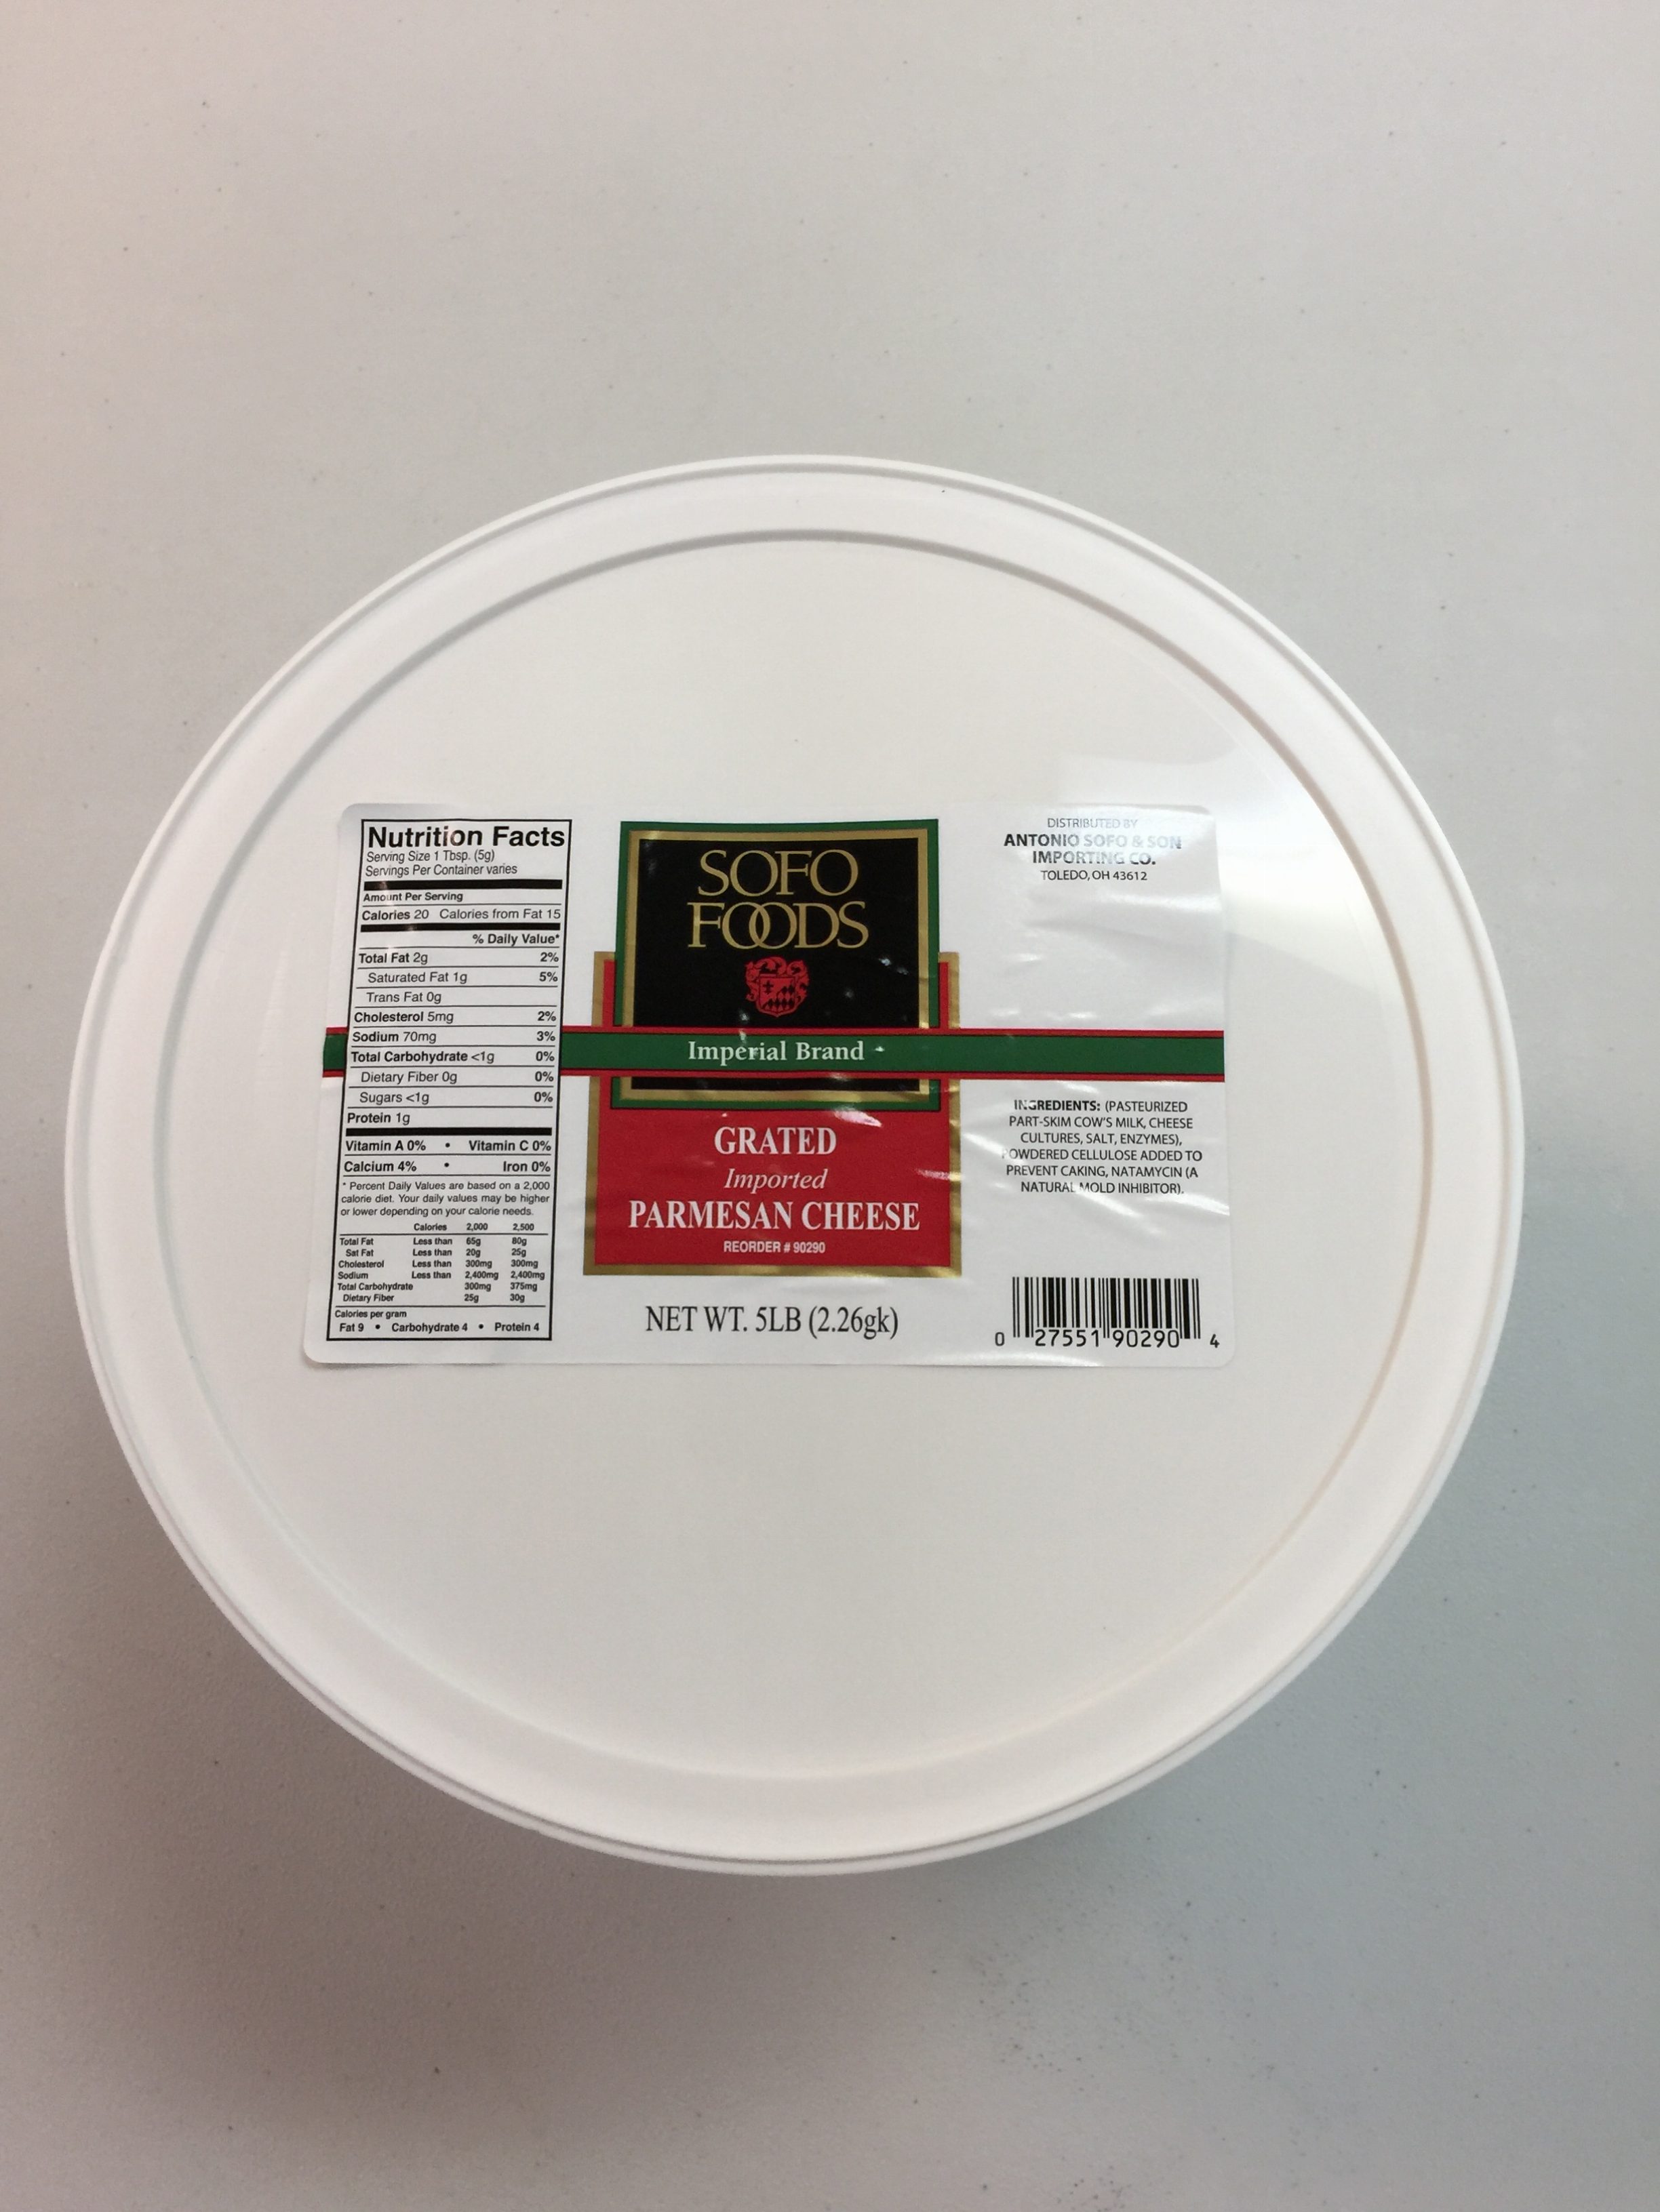 Nutrition Facts
Serving Size 1 Tbsp. (5g)
Servings Per Container varies
Amount Per Serving
Calories 20 Calories from Fat 15
% Daily Value*
Total Fat 2g 2%
Saturated Fat 1g 5%
Trans Fat 0g
Cholesterol 5mg 2%
Sodium 70mg 3%
Total Carbohydrate <1g 0%
Dietary Fiber 0g 0%
Sugars <1g 0%
Protein 1g
Vitamin A 0% • Vitamin C 0%
Calcium 4% • Iron 0%
* Percent Daily Values are based on a 2,000
calorie diet. Your daily values may be higher
or lower depending on your calorie needs.
Calories 2,000 2,500
Total Fat Less than 65g 80g
Sat Fat Less than 20g 25g
Cholesterol Less than 300mg 300mg
Sodium Less than 2,400mg 2,400mg
Total Carbohydrate 300mg 375mg
Dietary Fiber 25g 30g
Calories per gram
Fat 9 • Carbohydrate 4 • Protein 4
SOFO
FOODS
Imperial Brand
GRATED
Imported
PARMESAN CHEESE
REORDER # 90290
NET WT. 5LB (2.26gk)
DISTRIBUTED BY
ANTONIO SOFO & SON
IMPORTING CO.
TOLEDO, OH 43612
INGREDIENTS: (PASTEURIZED
PART-SKIM COW'S MILK, CHEESE
CULTURES, SALT, ENZYMES),
POWDERED CELLULOSE ADDED TO
PREVENT CAKING, NATAMYCIN (A
NATURAL MOLD INHIBITOR).
0 27551 90290 4